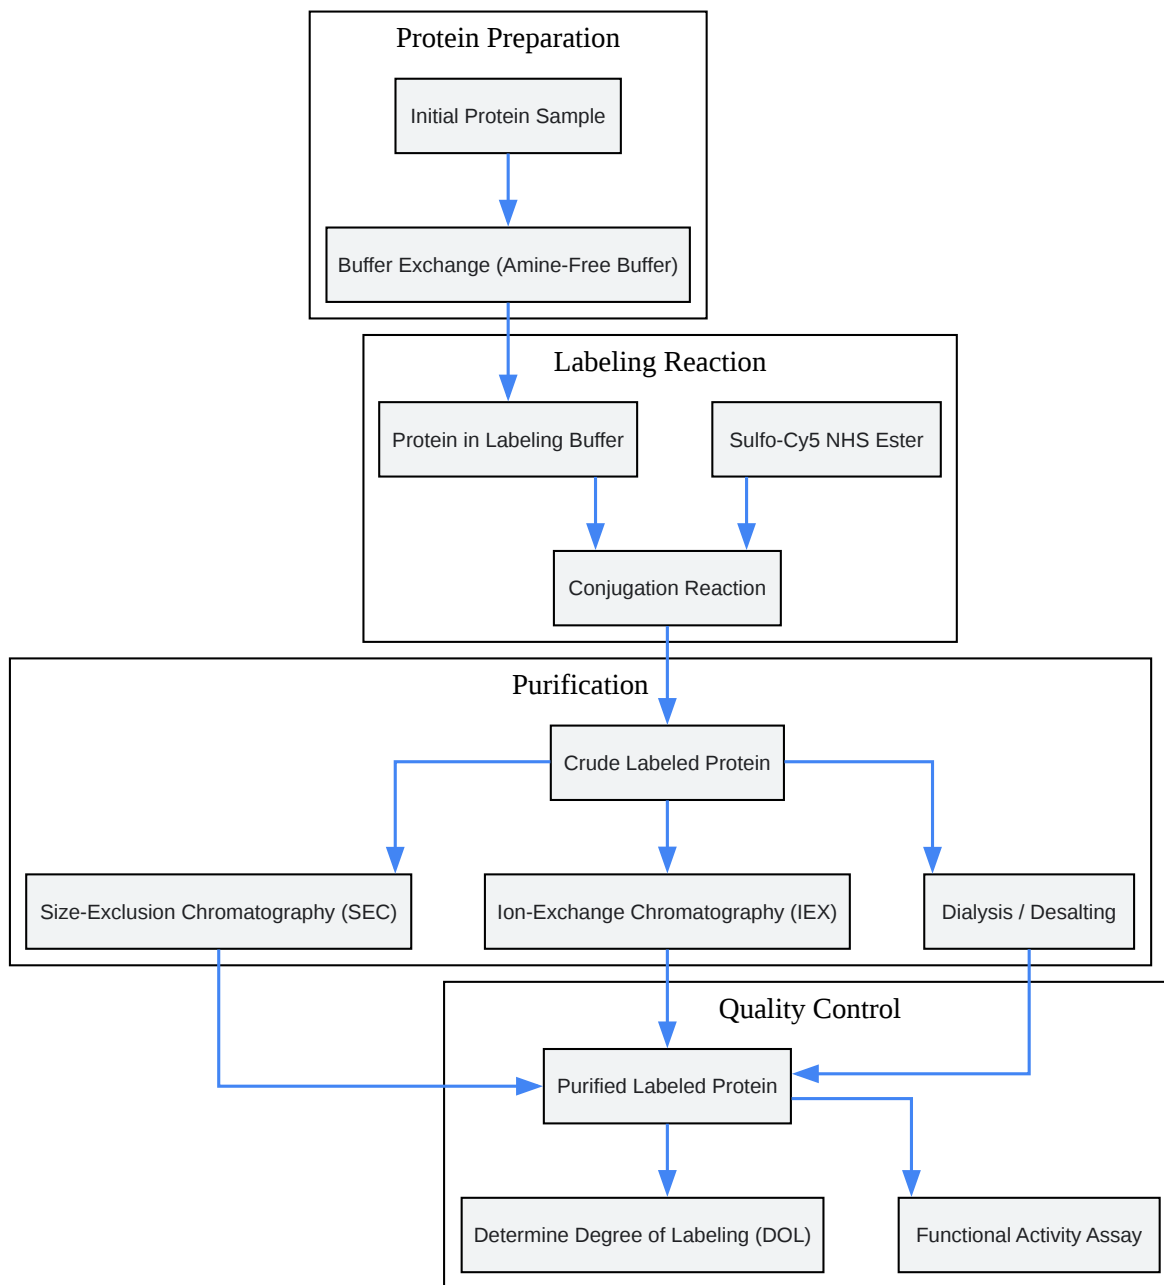 Protein Preparation
Initial Protein Sample
Buffer Exchange (Amine-Free Buffer)
Labeling Reaction
Protein in Labeling Buffer
Sulfo-Cy5 NHS Ester
Conjugation Reaction
Purification
Crude Labeled Protein
Size-Exclusion Chromatography (SEC)
Ion-Exchange Chromatography (IEX)
Dialysis / Desalting
Quality Control
Purified Labeled Protein
Determine Degree of Labeling (DOL)
Functional Activity Assay